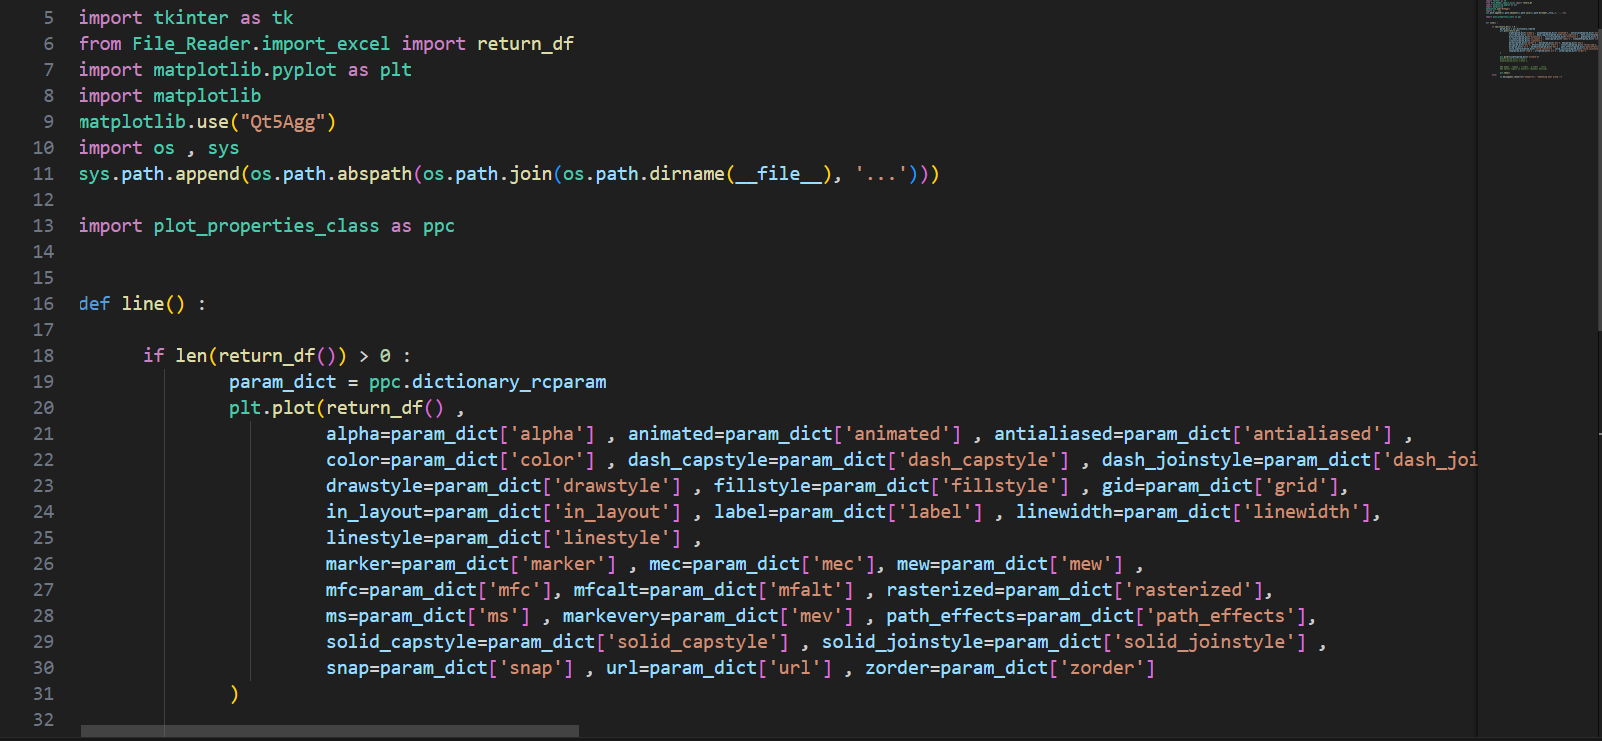 5 import tkinter as tk
6 from File_Reader.import_excel import return_df
7 import matplotlib.pyplot as plt
8 import matplotlib
9 matplotlib.use("Qt5Agg")
10 import os , sys
11 sys.path.append(os.path.abspath(os.path.join(os.path.dirname(__file__), '...')))
12
13 import plot_properties_class as ppc
14
15
16 def line() :
17
18 if len(return_df()) > 0 :
19 param_dict = ppc.dictionary_rcparam
20 plt.plot(return_df() ,
21 alpha=param_dict['alpha'] , animated=param_dict['animated'] , antialiased=param_dict['antialiased'] ,
22 color=param_dict['color'] , dash_capstyle=param_dict['dash_capstyle'] , dash_joinstyle=param_dict['dash_joi
23 drawstyle=param_dict['drawstyle'] , fillstyle=param_dict['fillstyle'] , gid=param_dict['grid'],
24 in_layout=param_dict['in_layout'] , label=param_dict['label'] , linewidth=param_dict['linewidth'],
25 linestyle=param_dict['linestyle'] ,
26 marker=param_dict['marker'] , mec=param_dict['mec'], mew=param_dict['mew'] ,
27 mfc=param_dict['mfc'], mfcalt=param_dict['mfalt'] , rasterized=param_dict['rasterized'],
28 ms=param_dict['ms'] , markevery=param_dict['mev'] , path_effects=param_dict['path_effects'],
29 solid_capstyle=param_dict['solid_capstyle'] , solid_joinstyle=param_dict['solid_joinstyle'] ,
30 snap=param_dict['snap'] , url=param_dict['url'] , zorder=param_dict['zorder']
31 )
32